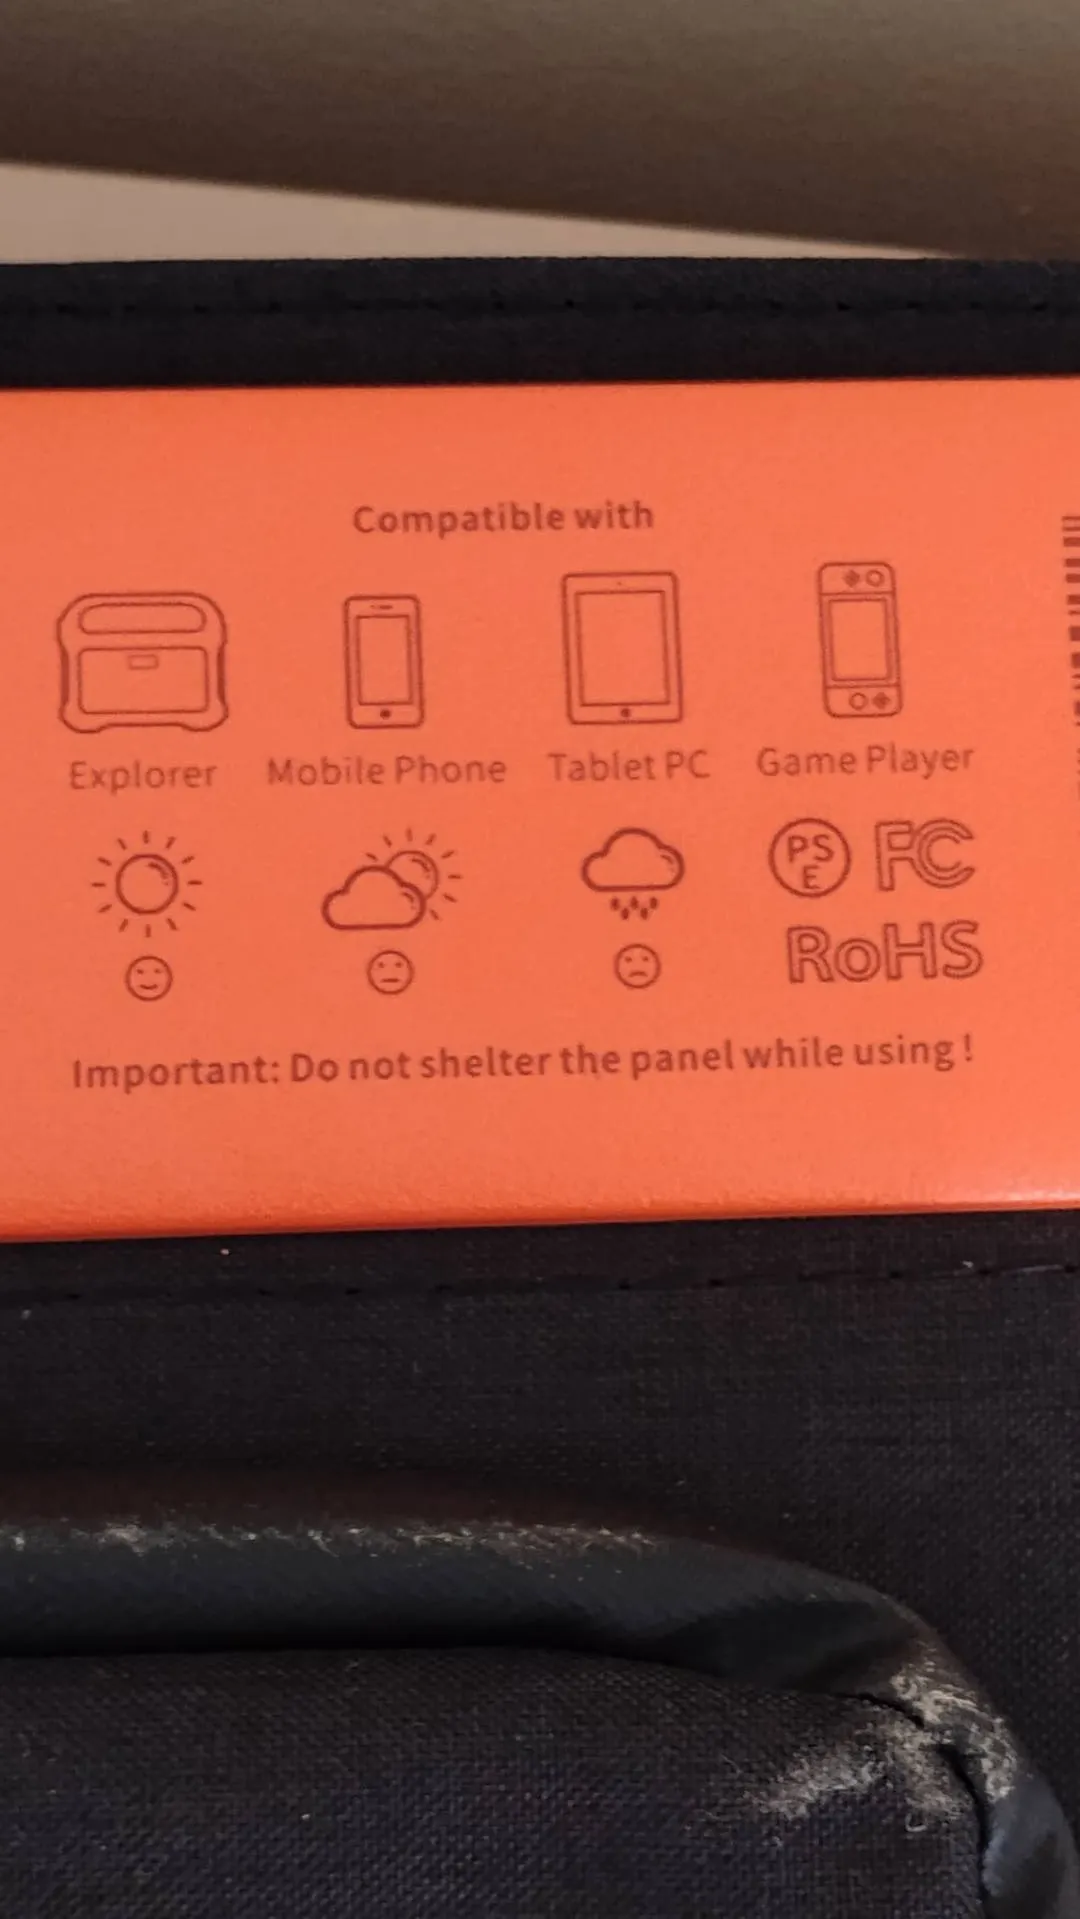 Compatible with
Explorer Mobile Phone Tablet PC Game Player
PS E FC
RoHS
Important: Do not shelter the panel while using !